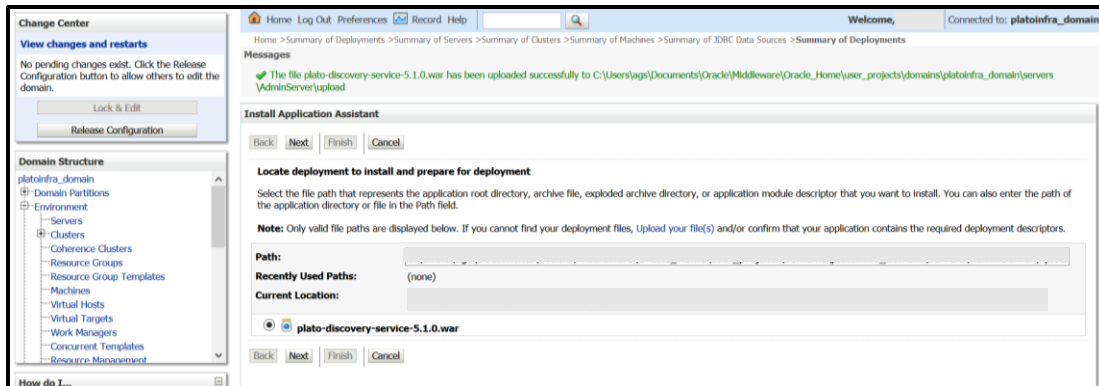 Change Center
View changes and restarts
No pending changes exist. Click the Release
Configuration button to allow others to edit the
domain.
Lock & Edit
Release Configuration
Domain Structure
platoinfra_domain
Domain Partitions
Environment
Servers
Clusters
Coherence Clusters
Resource Groups
Resource Group Templates
Machines
Virtual Hosts
Virtual Targets
Work Managers
Concurrent Templates
Resource Management
How do I...
Home Log Out Preferences Record Help
Welcome,
Connected to: platoinfra_domain
Home >Summary of Deployments >Summary of Servers >Summary of Clusters >Summary of Machines >Summary of JDBC Data Sources >Summary of Deployments
Messages
The file plato-discovery-service-5.1.0.war has been uploaded successfully to C:\Users\ags\Documents\Oracle\Middleware\Oracle_Home\user_projects\domains\platoinfra_domain\servers
\AdminServer\upload
Install Application Assistant
Back Next Finish Cancel
Locate deployment to install and prepare for deployment
Select the file path that represents the application root directory, archive file, exploded archive directory, or application module descriptor that you want to install. You can also enter the path of
the application directory or file in the Path field.
Note: Only valid file paths are displayed below. If you cannot find your deployment files, Upload your file(s) and/or confirm that your application contains the required deployment descriptors.
Path:
Recently Used Paths: (none)
Current Location:
plato-discovery-service-5.1.0.war
Back Next Finish Cancel